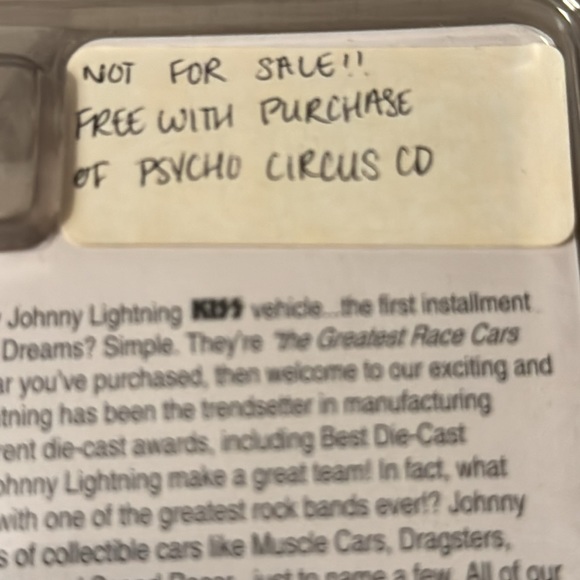 NOT FOR SALE!!
FREE WITH PURCHASE
OF PSYCHO CIRCUS CD
Johnny Lightning KISS vehicle...the first installment
Dreams? Simple. They're "the Greatest Race Cars
ar you've purchased, then welcome to our exciting and
tning has been the trendsetter in manufacturing
rent die-cast awards, including Best Die-Cast
ohnny Lightning make a great team! In fact, what
with one of the greatest rock bands ever!? Johnny
s of collectible cars like Muscle Cars, Dragsters,
just to name a few. All of our